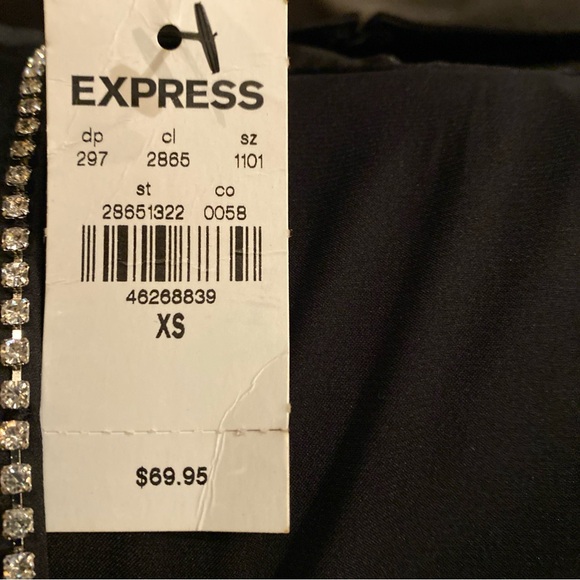 EXPRESS
dp cl sz
297 2865 1101
st co
28651322 0058
46268839
XS
$69.95